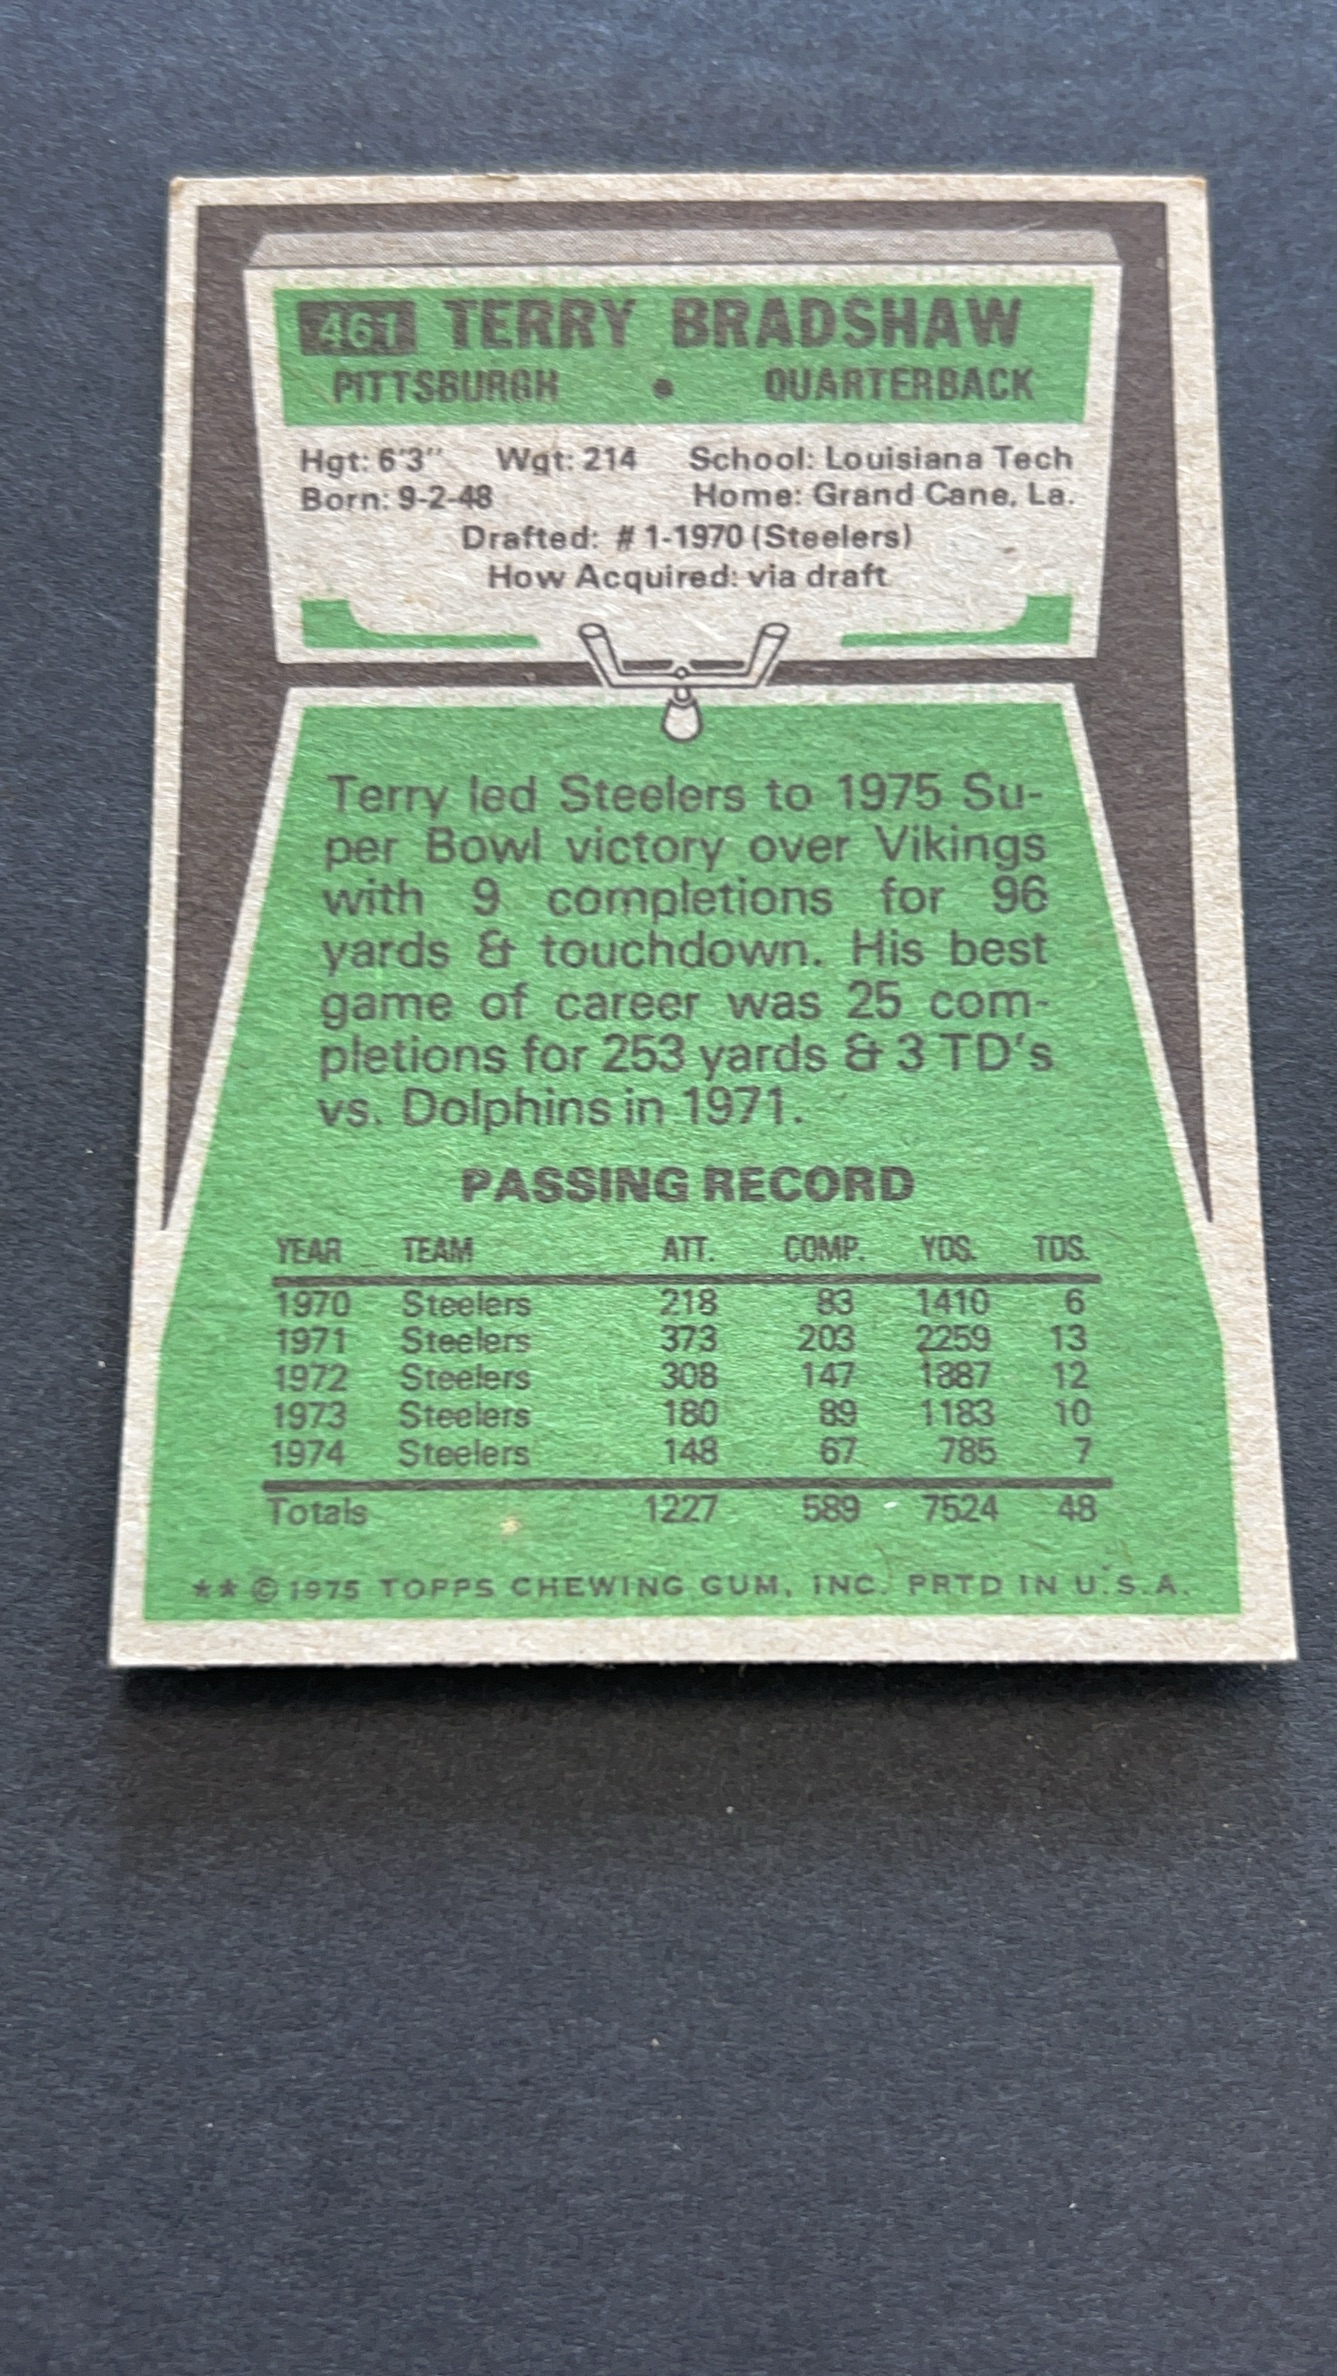 461 TERRY BRADSHAW
PITTSBURGH • QUARTERBACK
Hgt: 6'3" Wgt: 214 School: Louisiana Tech
Born: 9-2-48 Home: Grand Cane, La.
Drafted: #1-1970 (Steelers)
How Acquired: via draft
Terry led Steelers to 1975 Su-
per Bowl victory over Vikings
with 9 completions for 96
yards & touchdown. His best
game of career was 25 com-
pletions for 253 yards & 3 TD's
vs. Dolphins in 1971.
PASSING RECORD
YEAR TEAM ATT. COMP. YDS. TDS.
1970 Steelers 218 83 1410 6
1971 Steelers 373 203 2259 13
1972 Steelers 308 147 1887 12
1973 Steelers 180 89 1183 10
1974 Steelers 148 67 785 7
Totals 1227 589 7524 48
** © 1975 TOPPS CHEWING GUM, INC. PRTD IN U.S.A.